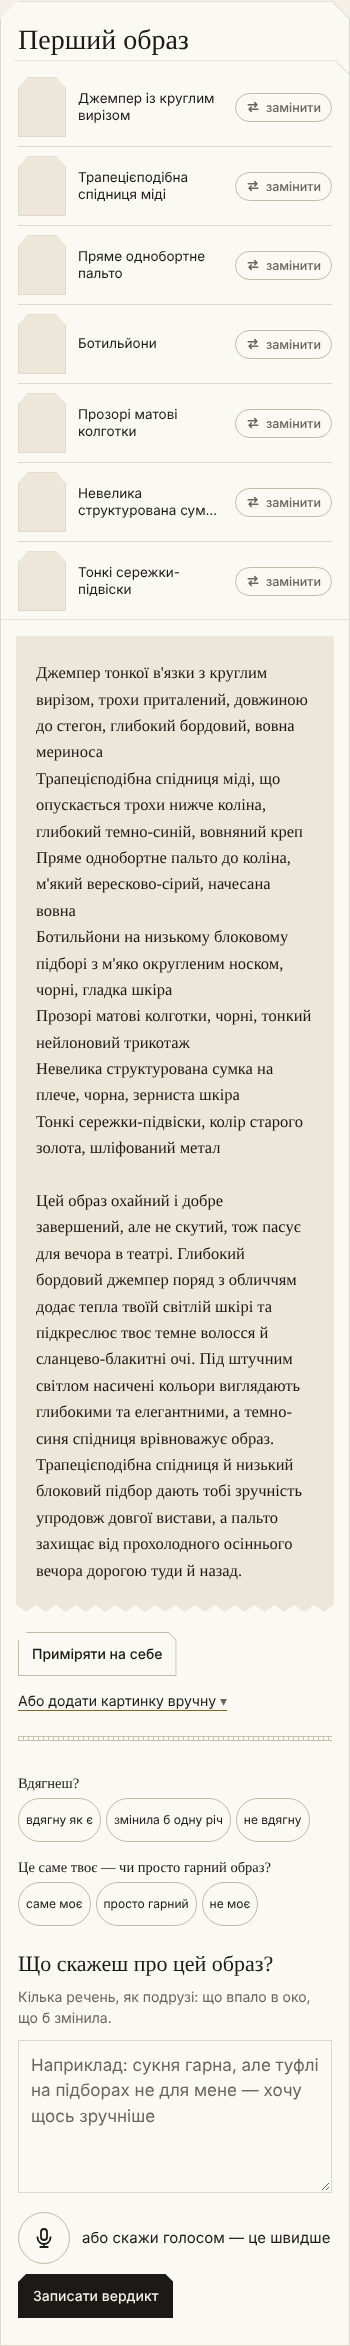 Перший образ
Джемпер із круглим
вирізом
замінити
Трапецієподібна
спідниця міді
замінити
Пряме однобортне
пальто
замінити
Ботильйони
замінити
Прозорі матові
колготки
замінити
Невелика
структурована сум...
замінити
Тонкі сережки-
підвіски
замінити
Джемпер тонкої в'язки з круглим
вирізом, трохи приталений, довжиною
до стегон, глибокий бордовий, вовна
мериноса
Трапецієподібна спідниця міді, що
опускається трохи нижче коліна,
глибокий темно-синій, вовняний креп
Пряме однобортне пальто до коліна,
м'який вересково-сірий, начесана
вовна
Ботильйони на низькому блоковому
підборі з м'яко округленим носком,
чорні, гладка шкіра
Прозорі матові колготки, чорні, тонкий
нейлоновий трикотаж
Невелика структурована сумка на
плече, чорна, зерниста шкіра
Тонкі сережки-підвіски, колір старого
золота, шліфований метал
Цей образ охайний і добре
завершений, але не скутий, тож пасує
для вечора в театрі. Глибокий
бордовий джемпер поряд з обличчям
додає тепла твоїй світлій шкірі та
підкреслює твоє темне волосся й
сланцево-блакитні очі. Під штучним
світлом насичені кольори виглядають
глибокими та елегантними, а темно-
синя спідниця врівноважує образ.
Трапецієподібна спідниця й низький
блоковий підбор дають тобі зручність
упродовж довгої вистави, а пальто
захищає від прохолодного осіннього
вечора дорогою туди й назад.
Приміряти на себе
Або додати картинку вручну ▾
Вдягнеш?
вдягну як є
змінила б одну річ
не вдягну
Це саме твоє — чи просто гарний образ?
саме моє
просто гарний
не моє
Що скажеш про цей образ?
Кілька речень, як подрузі: що впало в око,
що б змінила.
Наприклад: сукня гарна, але туфлі
на підборах не для мене — хочу
щось зручніше
або скажи голосом — це швидше
Записати вердикт